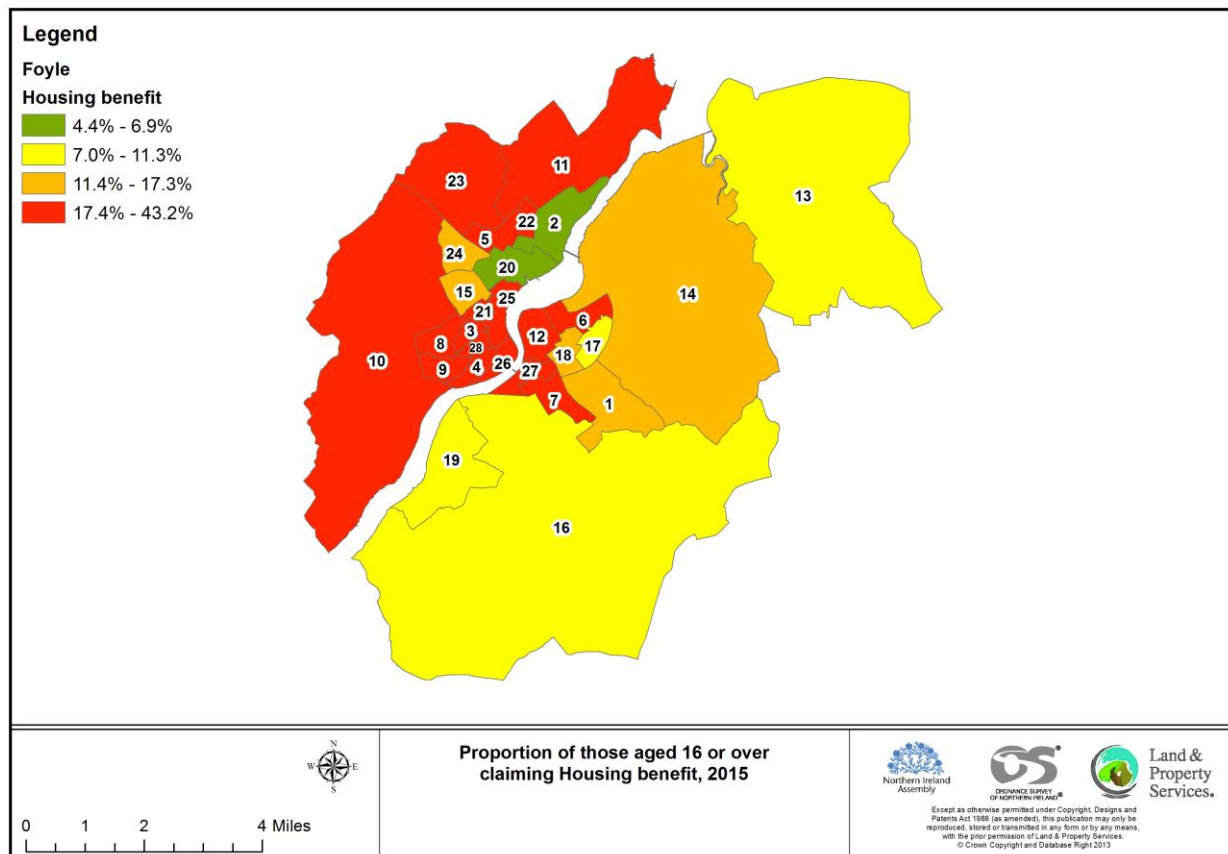 Legend
Foyle
Housing benefit
4.4% - 6.9%
7.0% - 11.3%
11.4% - 17.3%
17.4% - 43.2%
11
23
13
22
2
5
24
20
15
25
14
21
6
3
12
8
17
28
18
10
26
9
4
27
7
1
19
16
N
W E
S
0 1 2 4 Miles
Proportion of those aged 16 or over
claiming Housing benefit, 2015
Northern Ireland
Assembly
OS®
ORDNANCE SURVEY
OF NORTHERN IRELAND®
Land &
Property
Services.
Except as otherwise permitted under Copyright, Designs and
Patents Act 1988 (as amended), this publication may only be
reproduced, stored or transmitted in any form or by any means,
with the prior permission of Land & Property Services.
© Crown Copyright and Database Right 2013